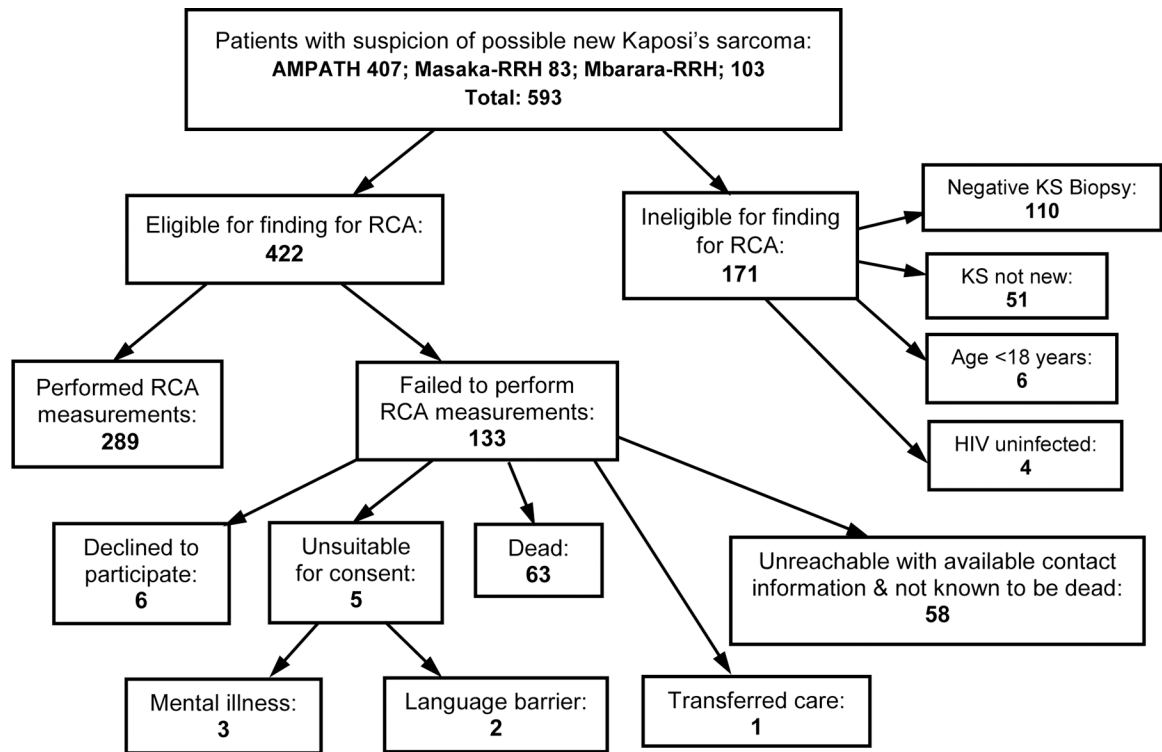 Patients with suspicion of possible new Kaposi's sarcoma:
AMPATH 407; Masaka-RRH 83; Mbarara-RRH; 103
Total: 593
Eligible for finding for RCA:
422
Ineligible for finding
for RCA:
171
Negative KS Biopsy:
110
KS not new:
51
Age <18 years:
6
HIV uninfected:
4
Performed RCA
measurements:
289
Failed to perform
RCA measurements:
133
Declined to
participate:
6
Unsuitable
for consent:
5
Dead:
63
Unreachable with available contact
information & not known to be dead:
58
Mental illness:
3
Language barrier:
2
Transferred care:
1